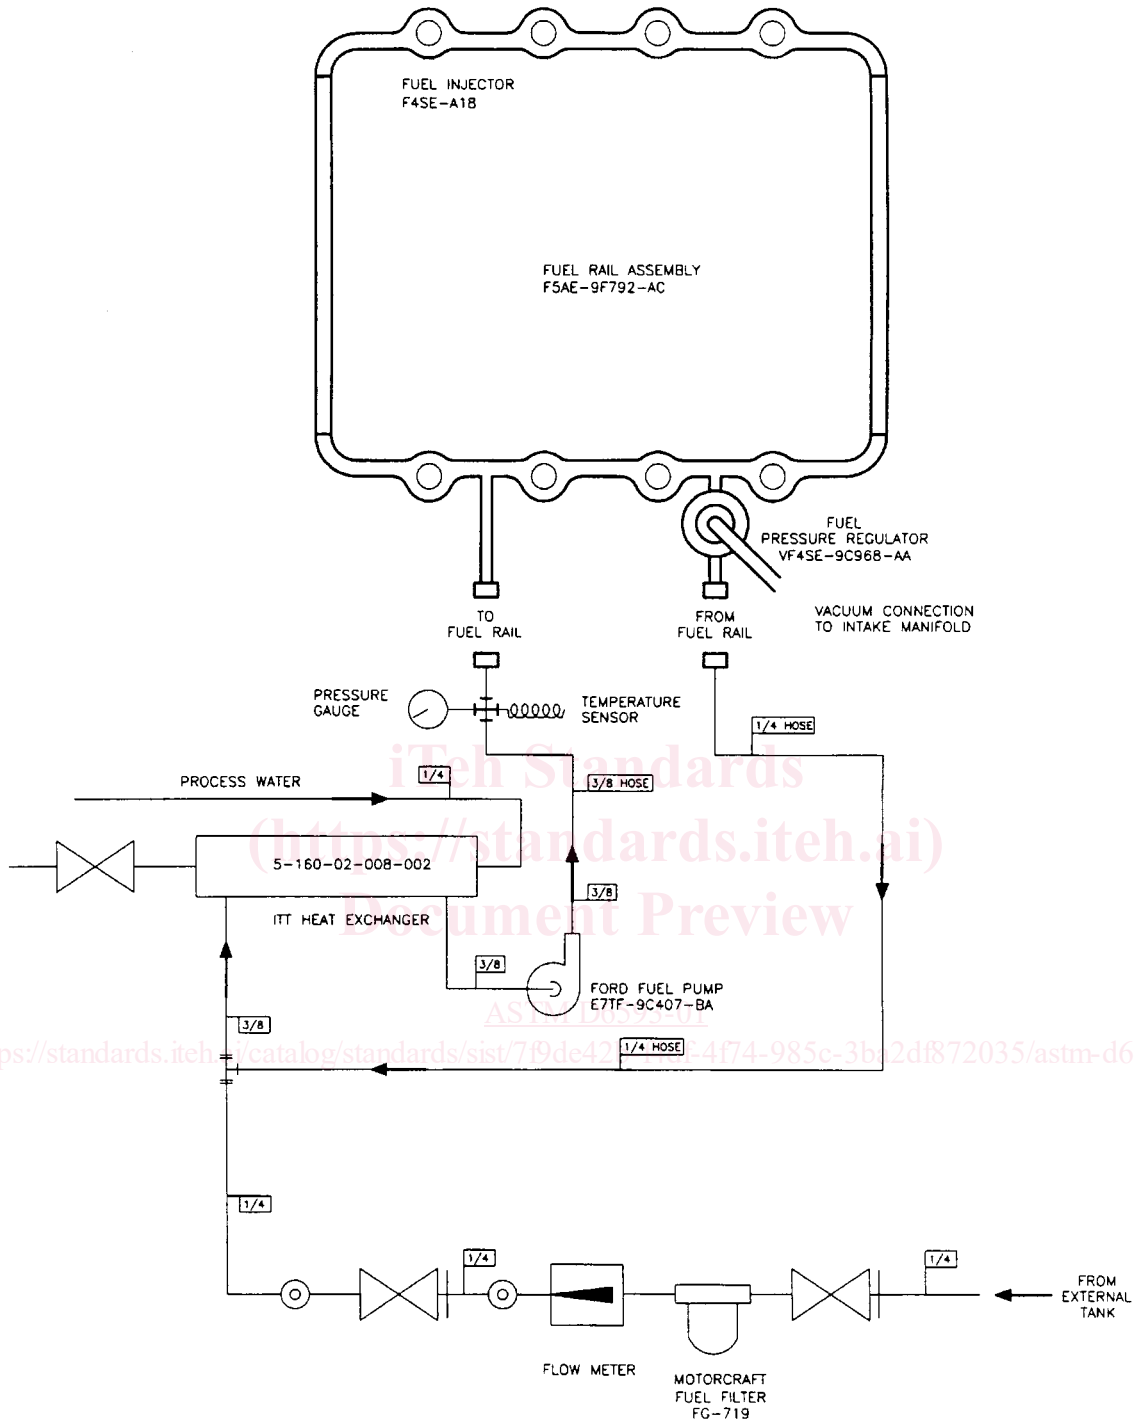 FUEL INJECTOR
F4SE-A18
FUEL RAIL ASSEMBLY
F5AE-9F792-AC
FUEL
PRESSURE REGULATOR
VF4SE-9C968-AA
VACUUM CONNECTION
TO INTAKE MANIFOLD
TO
FUEL RAIL
FROM
FUEL RAIL
PRESSURE
GAUGE
TEMPERATURE
SENSOR
1/4 HOSE
iTeh Standards
1/4
3/8 HOSE
PROCESS WATER
(https://standards.iteh.ai)
5-160-02-008-002
Document Preview
3/8
ITT HEAT EXCHANGER
3/8
FORD FUEL PUMP
E7TF-9C407-BA
ASTM D6593-01
3/8
1/4 HOSE
1/4
1/4
1/4
FROM
EXTERNAL
TANK
FLOW METER
MOTORCRAFT
FUEL FILTER
FG-719